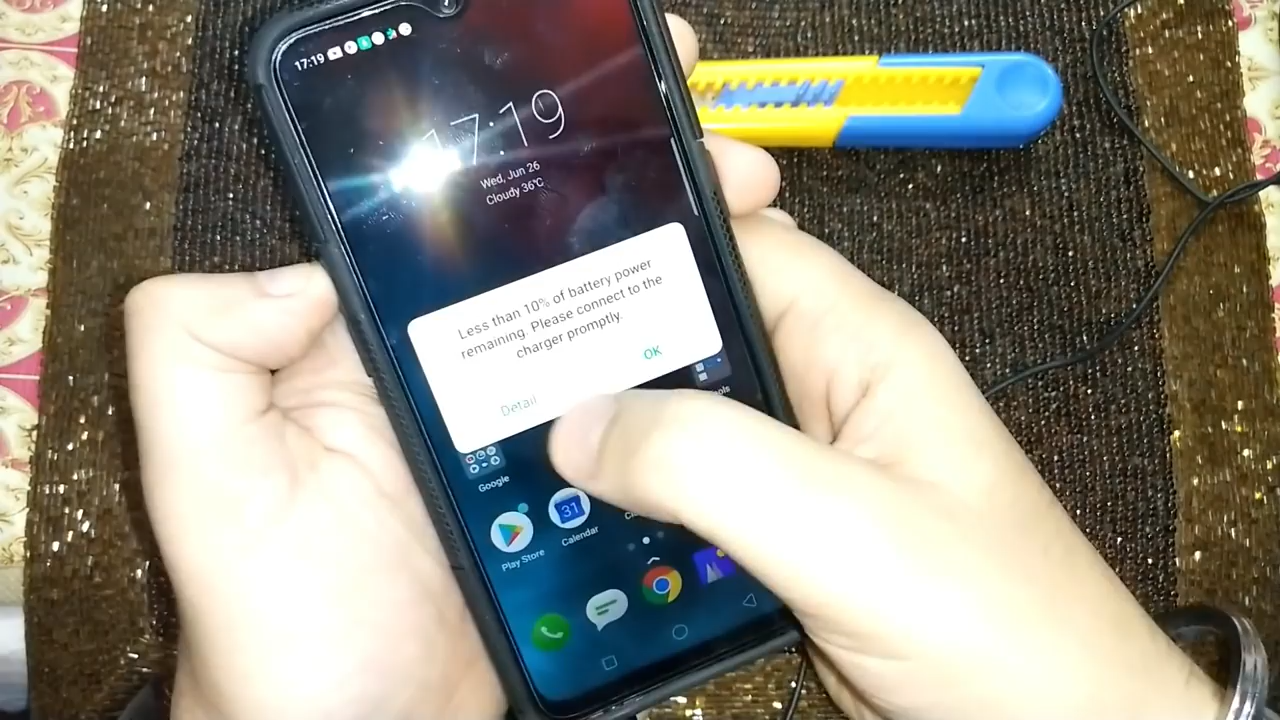 17:19
17:19
Wed, Jun 26
Cloudy 36℃
Less than 10% of battery power
remaining. Please connect to the
charger promptly.
OK
Detail
Google
31
Play Store
Calendar